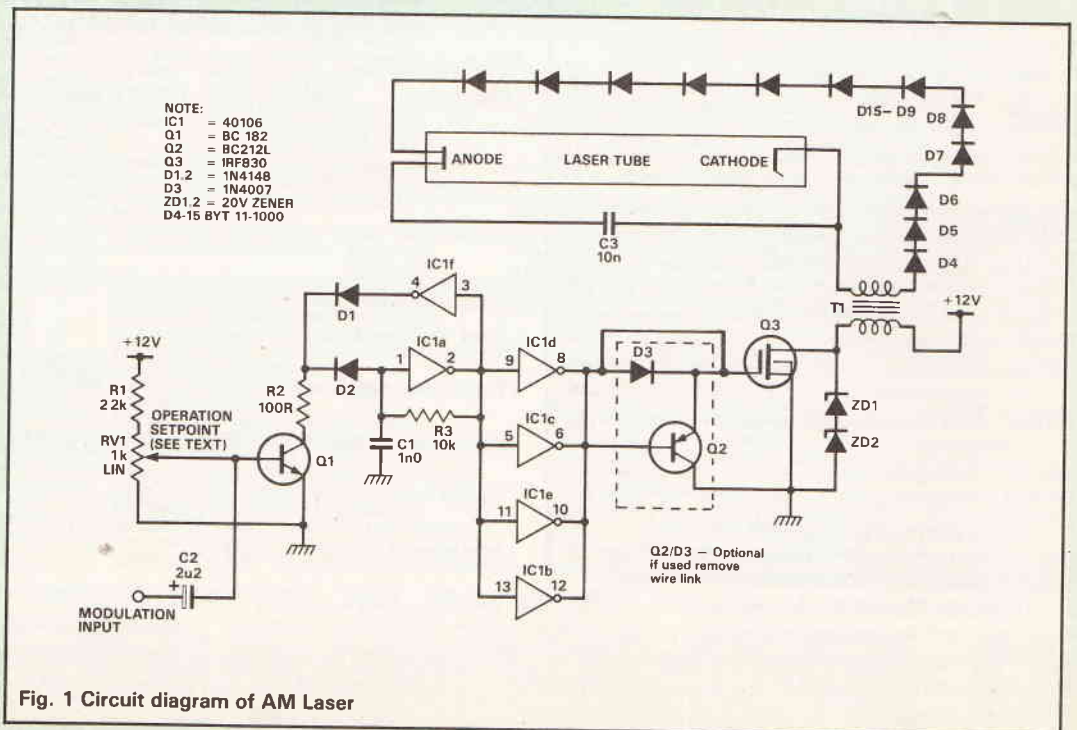 NOTE:
IC1 = 40106
Q1 = BC 182
Q2 = BC212L
Q3 = IRF830
D1.2 = 1N4148
D3 = 1N4007
ZD1.2 = 20V ZENER
D4-15 BYT 11-1000
D15– D9
D8
D7
D6
D5
D4
ANODE
LASER TUBE
CATHODE
C3
10n
T1
+12V
IC1f
4
3
D1
D2
1
IC1a
2
R3
10k
C1
1n0
+12V
R1
22k
OPERATION
SETPOINT
(SEE TEXT)
RV1
1k
LIN
R2
100R
Q1
C2
2u2
+
MODULATION
INPUT
9
IC1d
8
5
IC1c
6
11
IC1e
10
13
IC1b
12
D3
Q2
Q3
ZD1
ZD2
Q2/D3 – Optional
if used remove
wire link
Fig. 1 Circuit diagram of AM Laser